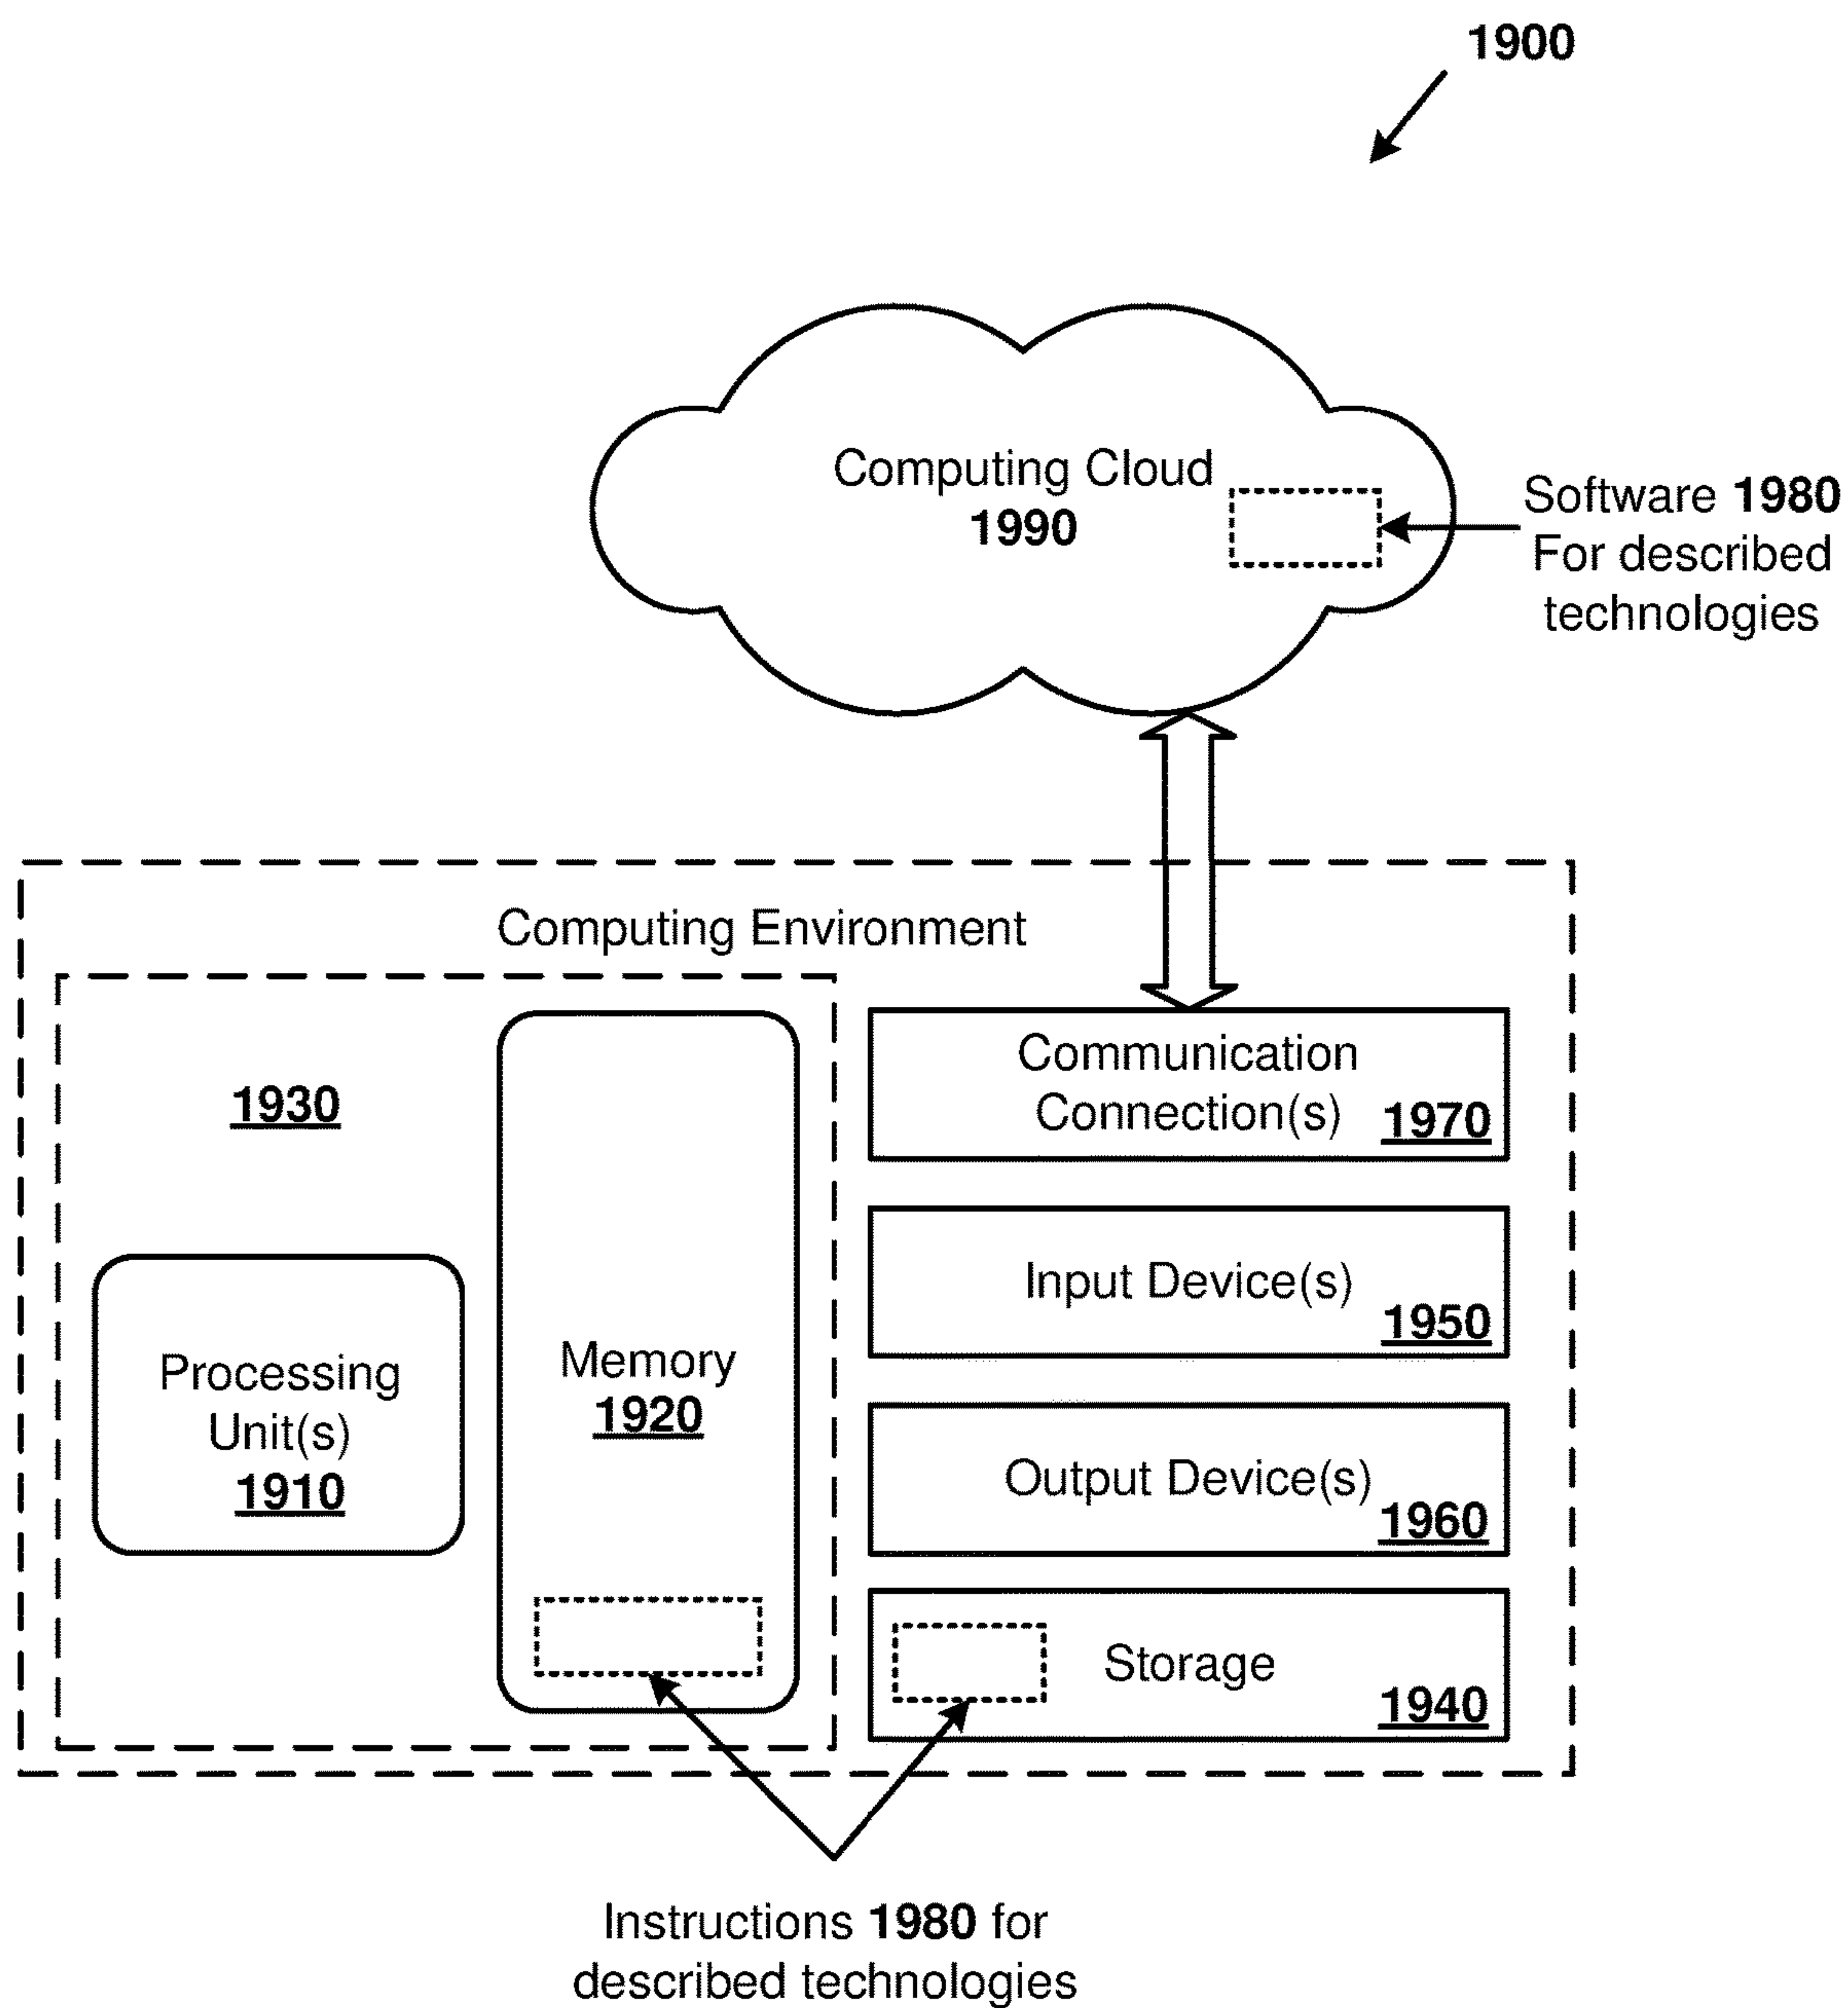 1900
Computing Cloud
1990
Software 1980
For described
technologies
Computing Environment
1930
Processing
Unit(s)
1910
Memory
1920
Communication
Connection(s)
1970
Input Device(s)
1950
Output Device(s)
1960
Storage
1940
Instructions 1980 for
described technologies